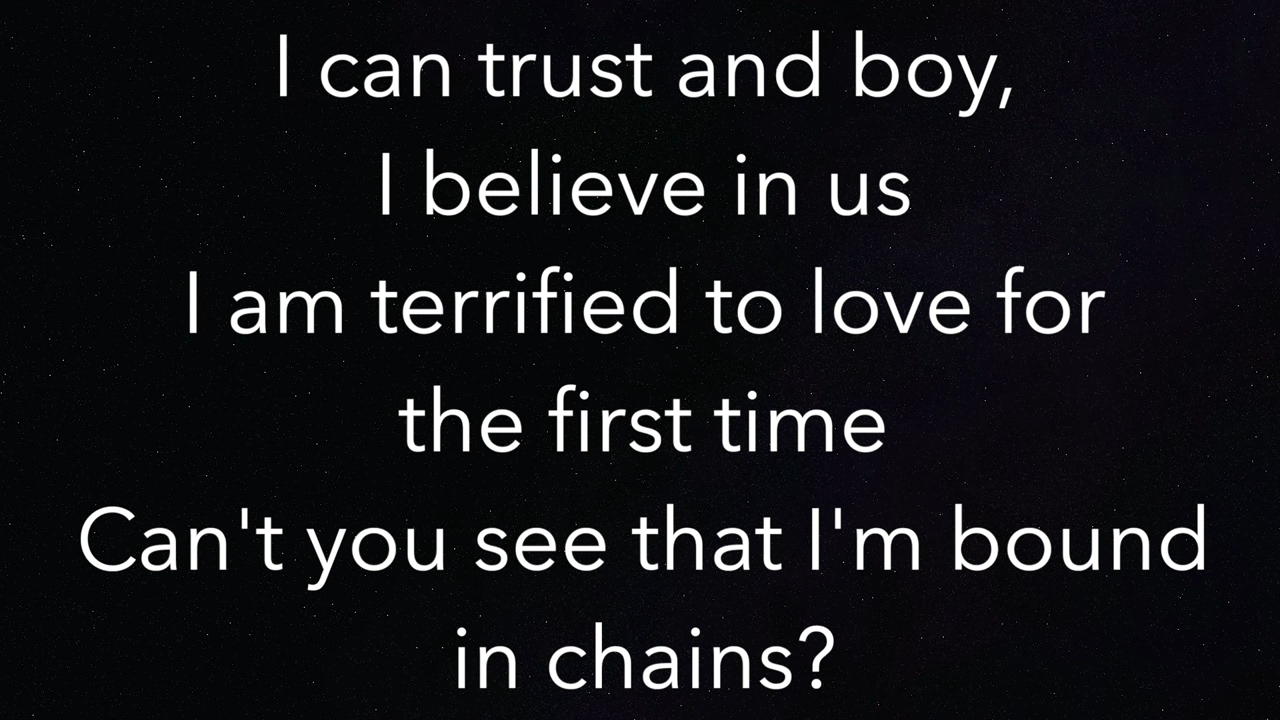 I can trust and boy,
I believe in us
I am terrified to love for
the first time
Can't you see that I'm bound
in chains?